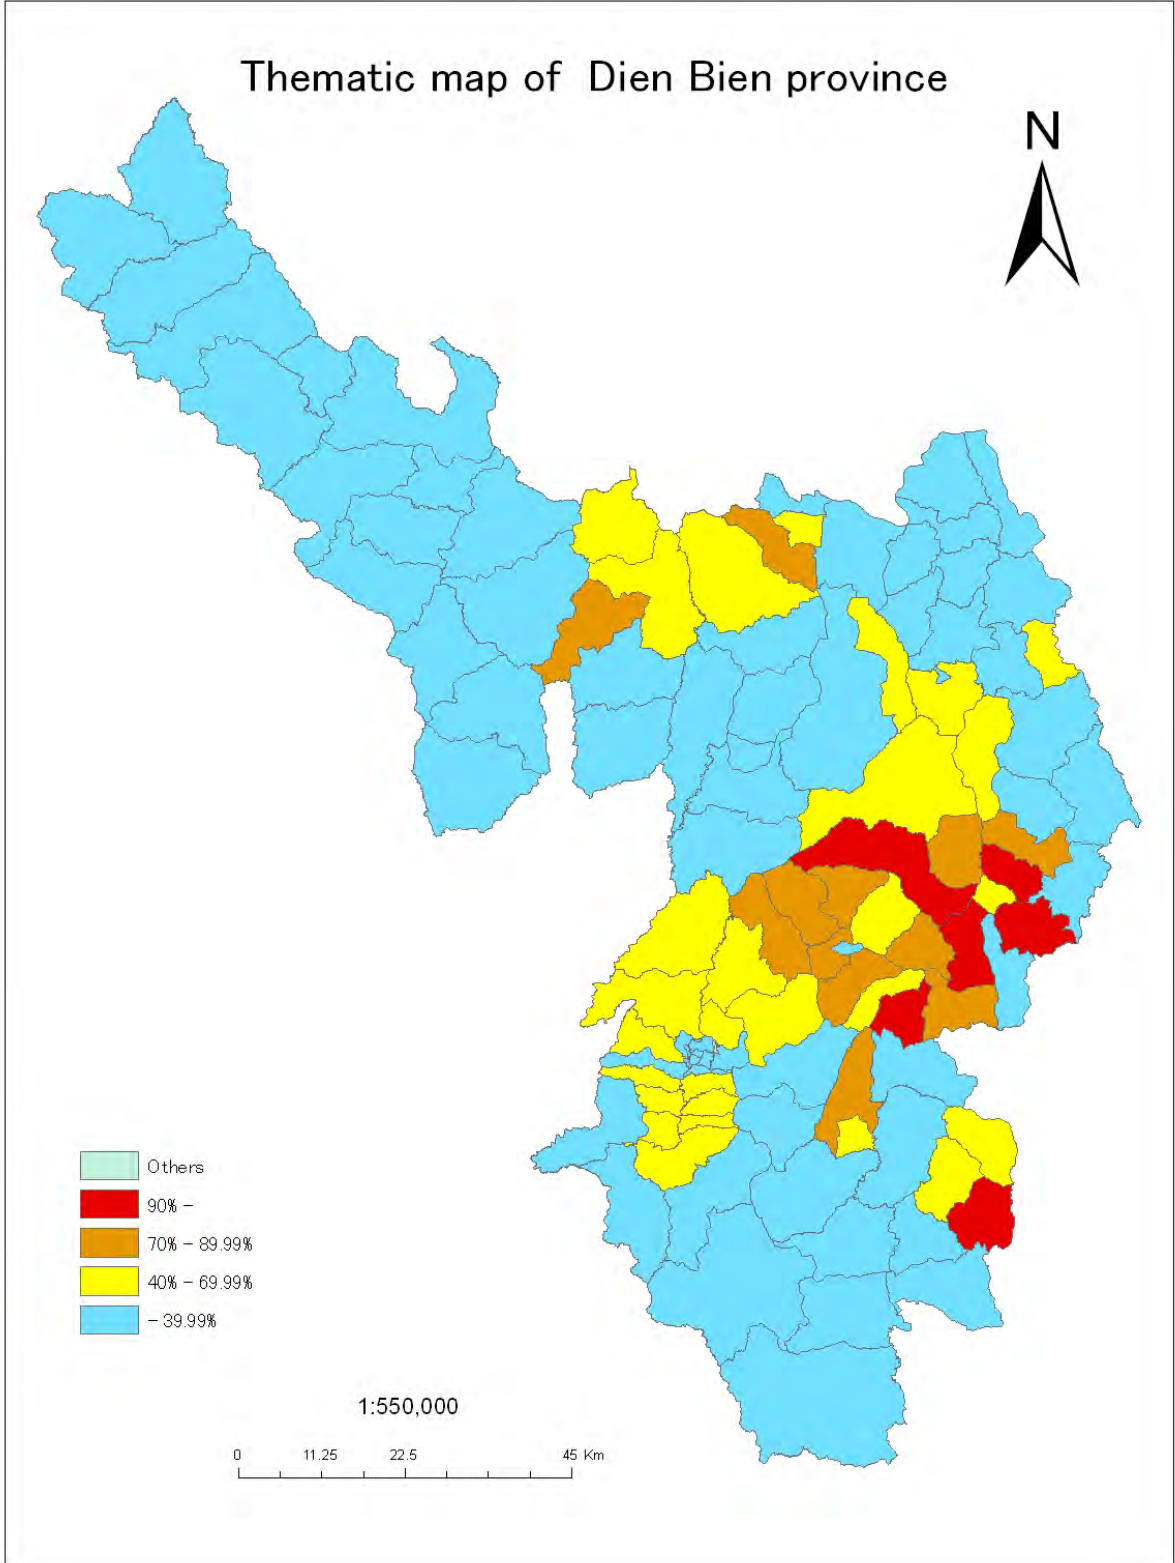 Thematic map of Dien Bien province
N
Others
90% -
70% - 89.99%
40% - 69.99%
- 39.99%
1:550,000
0 11.25 22.5 45 Km